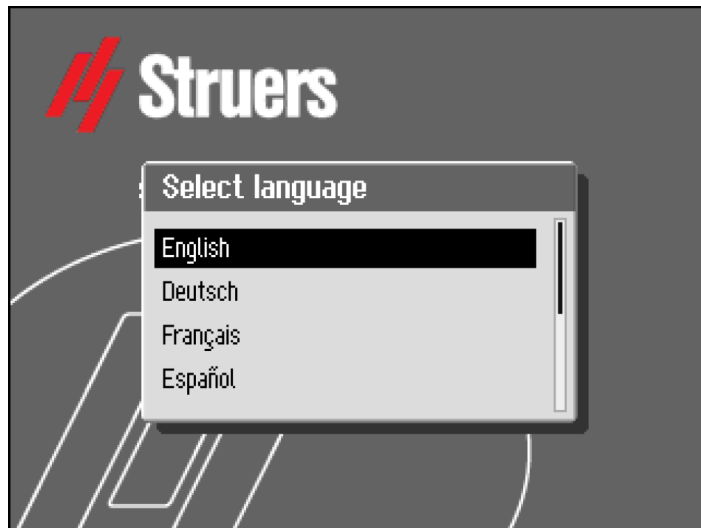 Struers
Select language
English
Deutsch
Français
Español